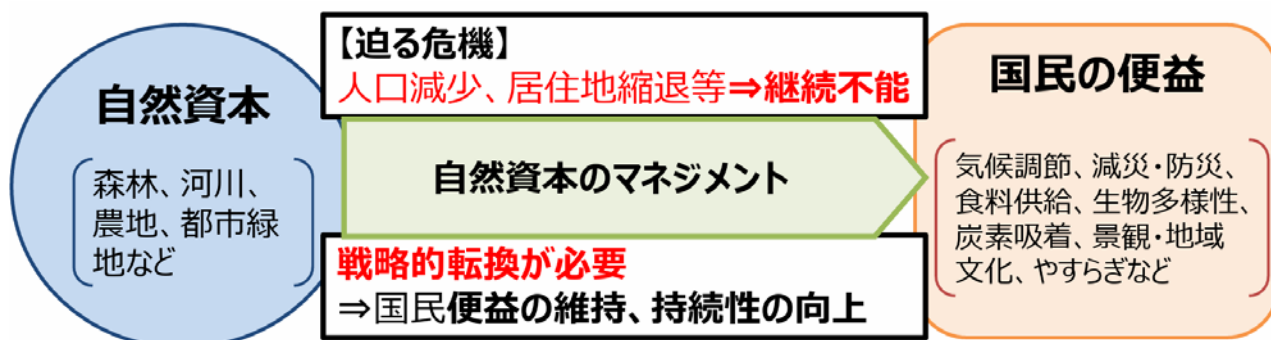 自然資本
森林、河川、
農地、都市緑
地など
【迫る危機】
人口減少、居住地縮退等⇒継続不能
自然資本のマネジメント
戦略的転換が必要
⇒国民便益の維持、持続性の向上
国民の便益
気候調節、減災・防災、
食料供給、生物多様性、
炭素吸着、景観・地域
文化、やすらぎなど